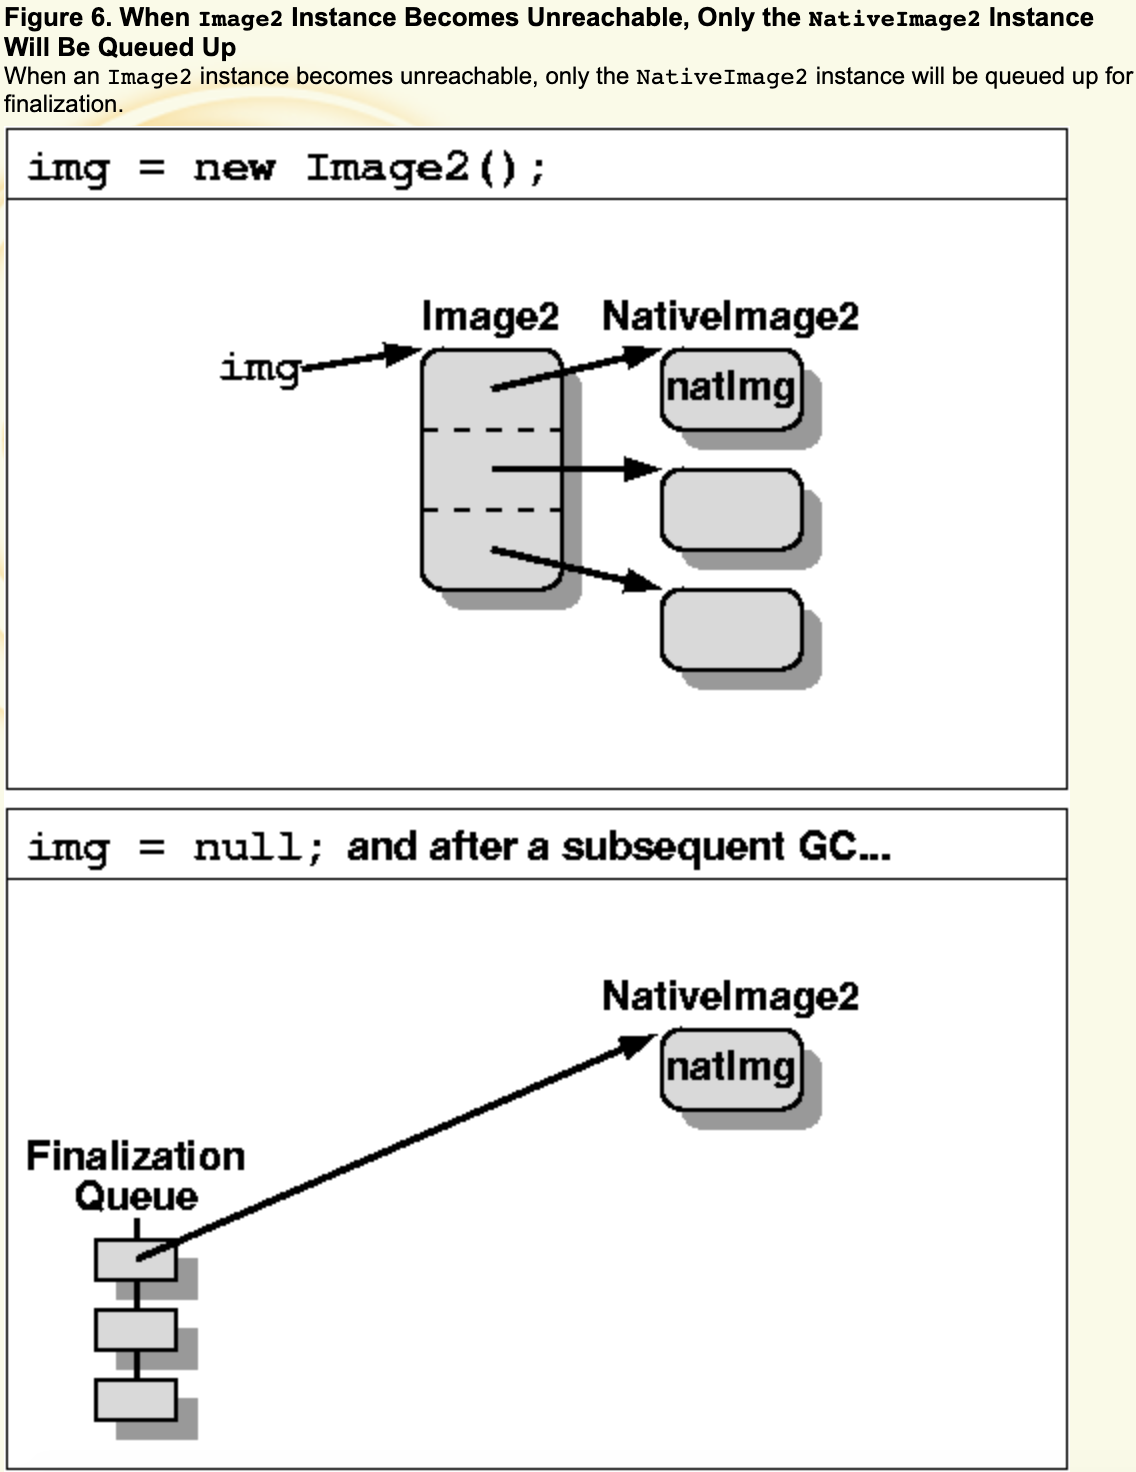 Figure 6. When Image2 Instance Becomes Unreachable, Only the NativeImage2 Instance
Will Be Queued Up
When an Image2 instance becomes unreachable, only the NativeImage2 instance will be queued up for
finalization.
img = new Image2();
Image2 NativeImage2
img
natImg
img = null; and after a subsequent GC...
NativeImage2
natImg
Finalization
Queue